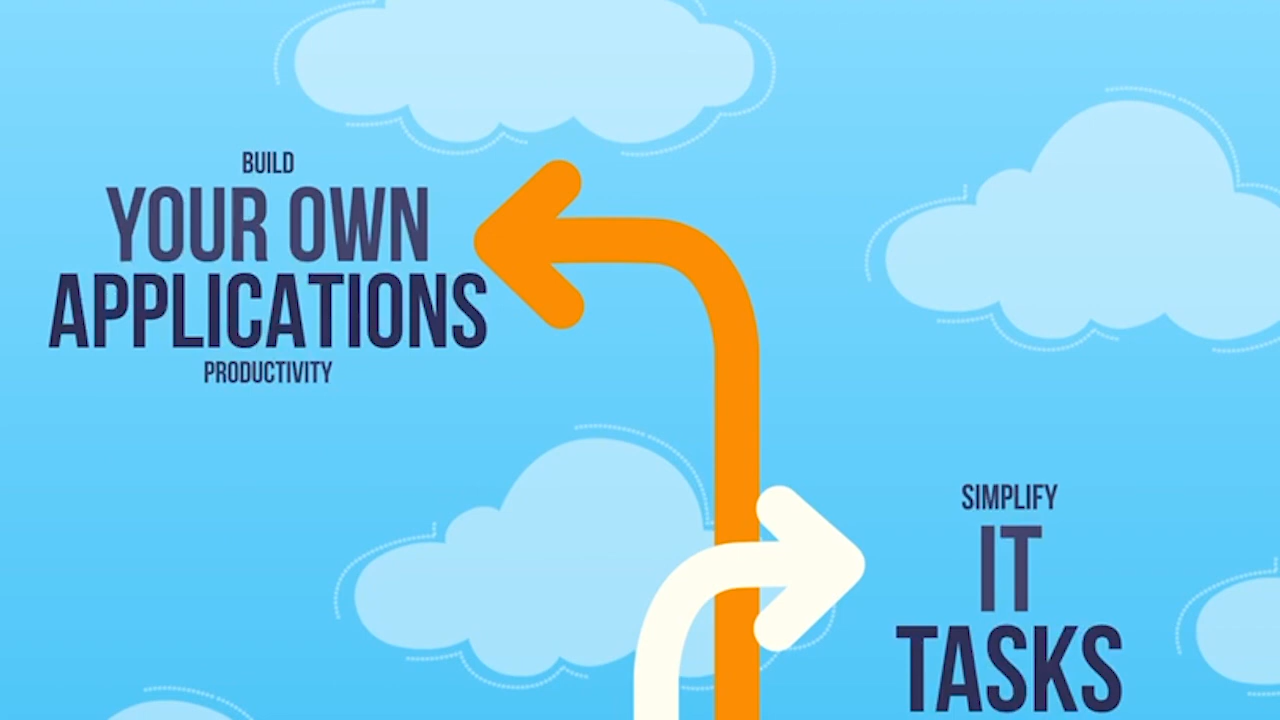 BUILD
YOUR OWN
APPLICATIONS
PRODUCTIVITY
SIMPLIFY
IT
TASKS